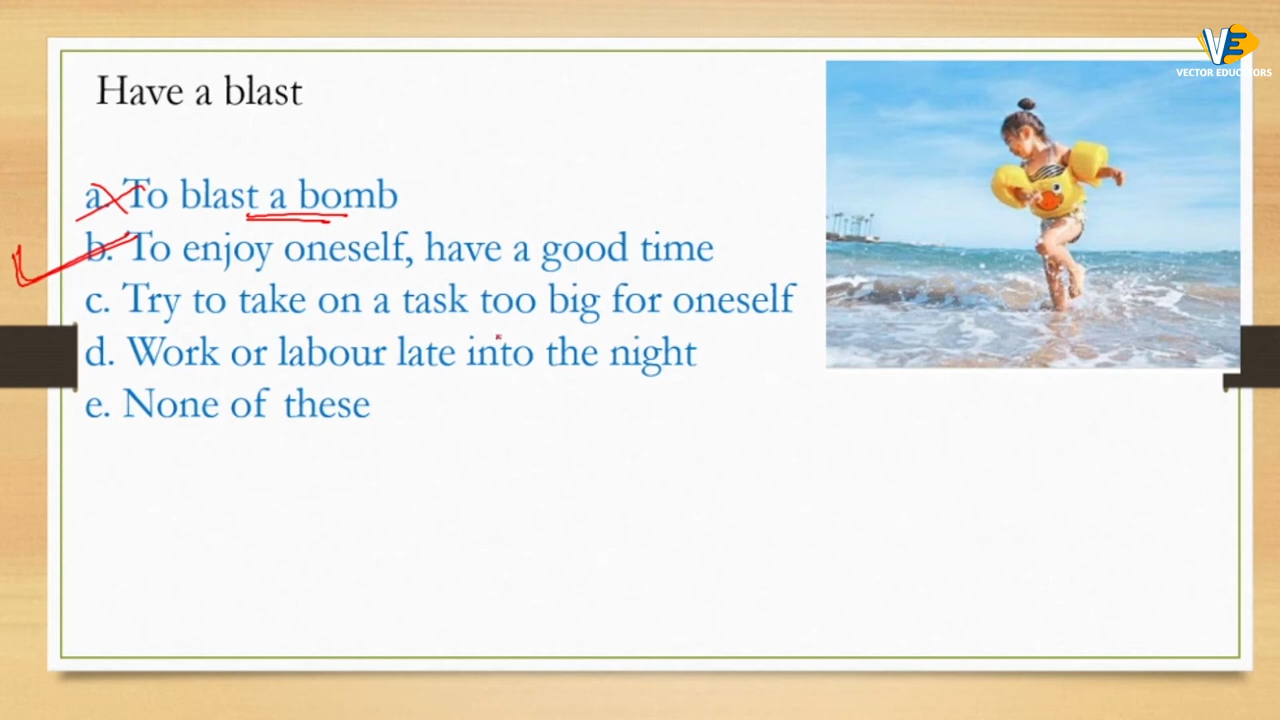 VE
VECTOR EDUCATORS
Have a blast
a. To blast a bomb
b. To enjoy oneself, have a good time
c. Try to take on a task too big for oneself
d. Work or labour late into the night
e. None of these